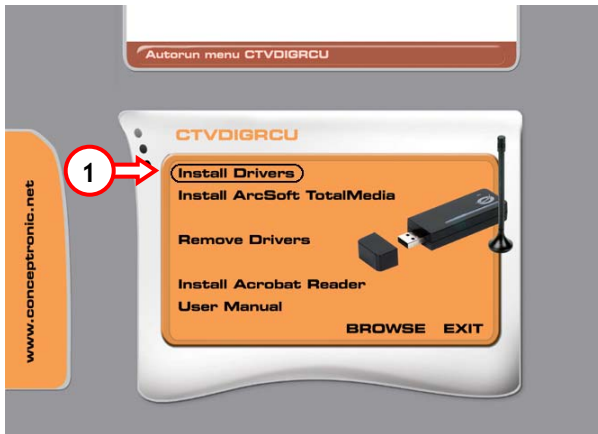 Autorun menu CTVDIGRCU
www.conceptronic.net
CTVDIGRCU
1
Install Drivers
Install ArcSoft TotalMedia
Remove Drivers
Install Acrobat Reader
User Manual
BROWSE EXIT